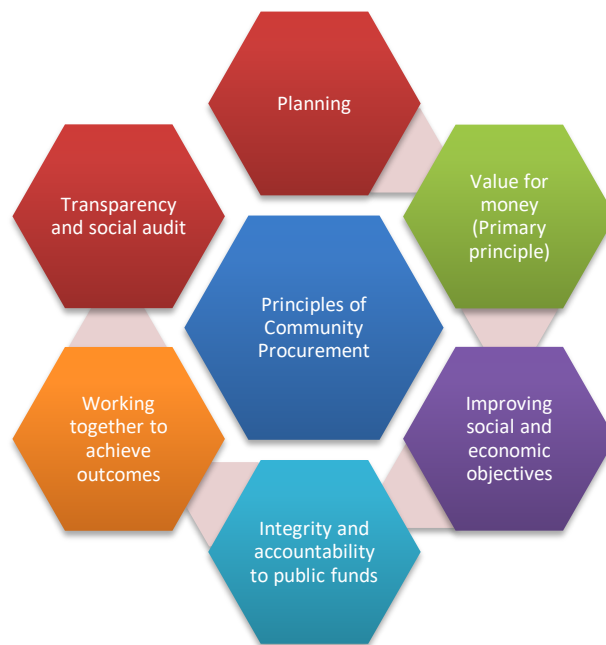 Planning
Value for
money
(Primary
principle)
Improving
social and
economic
objectives
Integrity and
accountability
to public funds
Working
together to
achieve
outcomes
Transparency
and social audit
Principles of
Community
Procurement